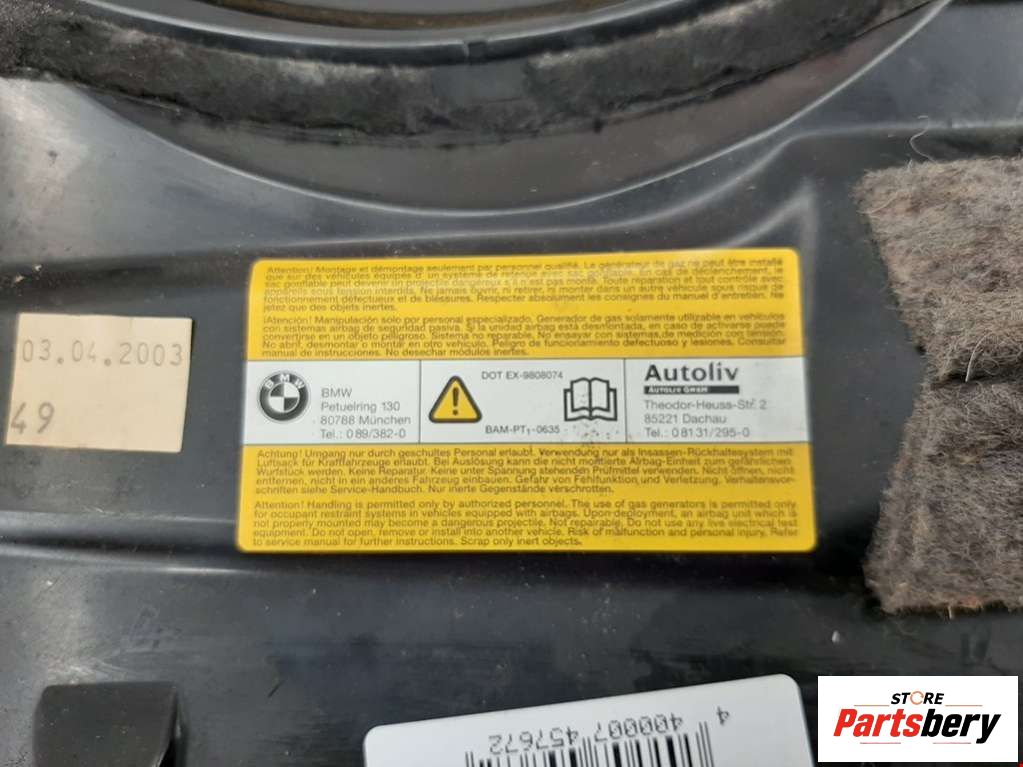 Attention! Montage et démontage seulement par personnel qualifié. Le générateur de gaz ne peut être installé
que sur des véhicules équipés d' un système de retenue avec sac gonflable. En cas de déclenchement, le
sac gonflable peut devenir un projectile dangereux s'il n'est pas monté. Toute réparation et tout contrôle avec
sous tension interdits. Ne jamais ouvrir, ni retirer, ni monter dans un autre véhicule sous risque de
fonctionnement défectueux et de bléssures. Respecter absolument les consignes du manuel d'entretien. Ne
jetez que des objets inertes.
¡Atención! Manipulación solo por personal especializado. Generador de gas solamente utilizable en vehículos
con sistemas airbag de seguridad pasiva. Si la unidad airbag está desmontada, en caso de activarse puede
convertirse en un objeto peligroso. Sistema no reparable. No ensayar con sistemas de medición con tensión.
No abrir, desmontar o montar en otro vehículo. Peligro de funcionamiento defectuoso y lesiones. Consultar
manual de instrucciones. No desechar módulos inertes.
03.04.2003
49
BMW
BMW
Petuelring 130
80788 München
Tel.: 0 89/382-0
DOT EX-9808074
BAM-PT1-0635
Autoliv
AUTOLIV GMBH
Theodor-Heuss-Str. 2
85221 Dachau
Tel.: 0 81 31/295-0
Achtung! Umgang nur durch geschultes Personal erlaubt. Verwendung nur als Insassen-Rückhaltesystem mit
Luftsack für Kraftfahrzeuge erlaubt. Bei Auslösung kann die nicht montierte Airbag-Einheit zum gefährlichen
Wurfstück werden. Keine Reparatur. Keine unter Spannung stehenden Prüfmittel verwenden. Nicht öffnen,
entfernen, nicht in ein anderes Fahrzeug einbauen. Gefahr von Fehlfunktion und Verletzung. Verhaltensvor-
schriften siehe Service-Handbuch. Nur inerte Gegenstände verschrotten.
Attention! Handling is permitted only by authorized personnel. The use of gas generators is permitted only
for occupant restraint systems in vehicles equipped with airbags. Upon deployment, an airbag unit which is
not properly mounted may become a dangerous projectile. Not repairable. Do not use any live electrical test
equipment. Do not open, remove or install into another vehicle. Risk of malfunction and personal injury. Refer
to service manual for further instructions. Scrap only inert objects.
4 400007 457672
STORE
Partsbery